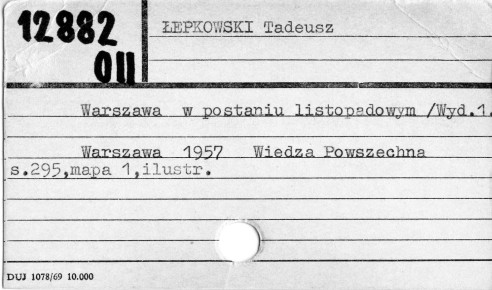 12882
011
ŁEPKOWSKI Tadeusz
Warszawa w postaniu listopadowym /Wyd.1.
Warszawa 1957 Wiedza Powszechna
s.295,mapa 1,ilustr.
DUJ 1078/69 10.000